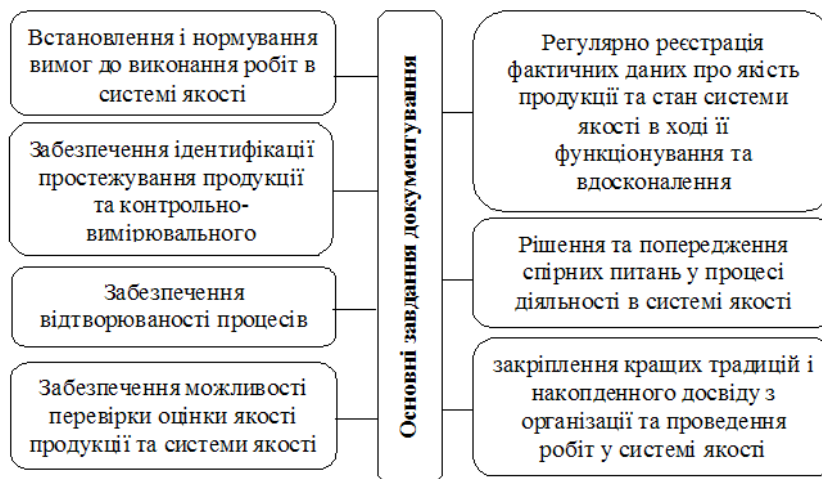 Встановлення і нормування
вимог до виконання робіт в
системі якості
Забезпечення ідентифікації
простежування продукції
та контрольно-
вимірювального
Забезпечення
відтворюваності процесів
Забезпечення можливості
перевірки оцінки якості
продукції та системи якості
Основні завдання документування
Регулярно реєстрація
фактичних даних про якість
продукції та стан системи
якості в ході її
функціонування та
вдосконалення
Рішення та попередження
спірних питань у процесі
діяльності в системі якості
закріплення кращих традицій і
накопденного досвіду з
організації та проведення
робіт у системі якості